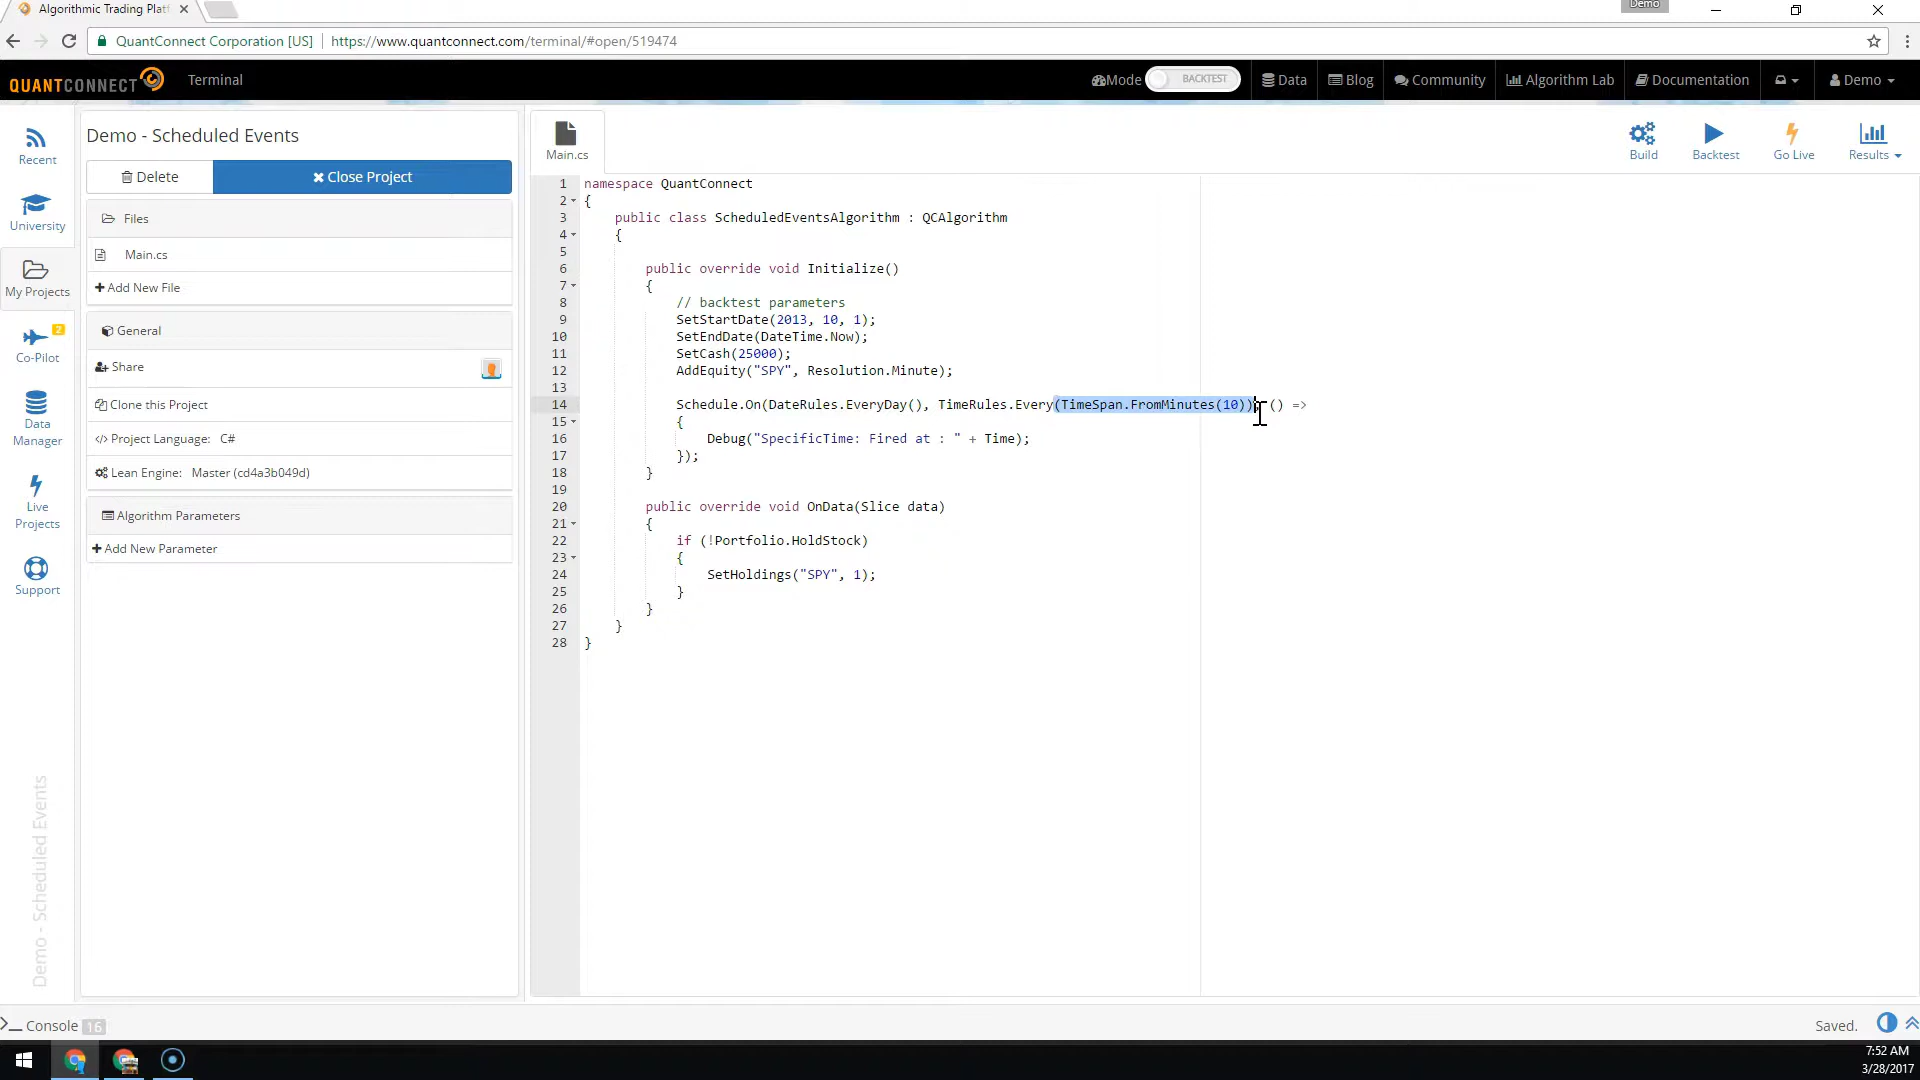 Algorithmic Trading Plat
Demo
QuantConnect Corporation [US]
https://www.quantconnect.com/terminal/#open/519474
QUANTCONNECT
Terminal
Mode
BACKTEST
Data
Blog
Community
Algorithm Lab
Documentation
Demo
Recent
University
My Projects
2
Co-Pilot
Data
Manager
Live
Projects
Support
Demo - Scheduled Events
Demo - Scheduled Events
Delete
Close Project
Files
Main.cs
Add New File
General
Share
Clone this Project
Project Language: C#
Lean Engine: Master (cd4a3b049d)
Algorithm Parameters
Add New Parameter
Main.cs
Build
Backtest
Go Live
Results
1 namespace QuantConnect
2 {
3 public class ScheduledEventsAlgorithm : QCAlgorithm
4 {
5
6 public override void Initialize()
7 {
8 // backtest parameters
9 SetStartDate(2013, 10, 1);
10 SetEndDate(DateTime.Now);
11 SetCash(25000);
12 AddEquity("SPY", Resolution.Minute);
13
14 Schedule.On(DateRules.EveryDay(), TimeRules.Every(TimeSpan.FromMinutes(10)), () =>
15 {
16 Debug("SpecificTime: Fired at : " + Time);
17 });
18 }
19
20 public override void OnData(Slice data)
21 {
22 if (!Portfolio.HoldStock)
23 {
24 SetHoldings("SPY", 1);
25 }
26 }
27 }
28 }
Console 16
Saved.
7:52 AM
3/28/2017